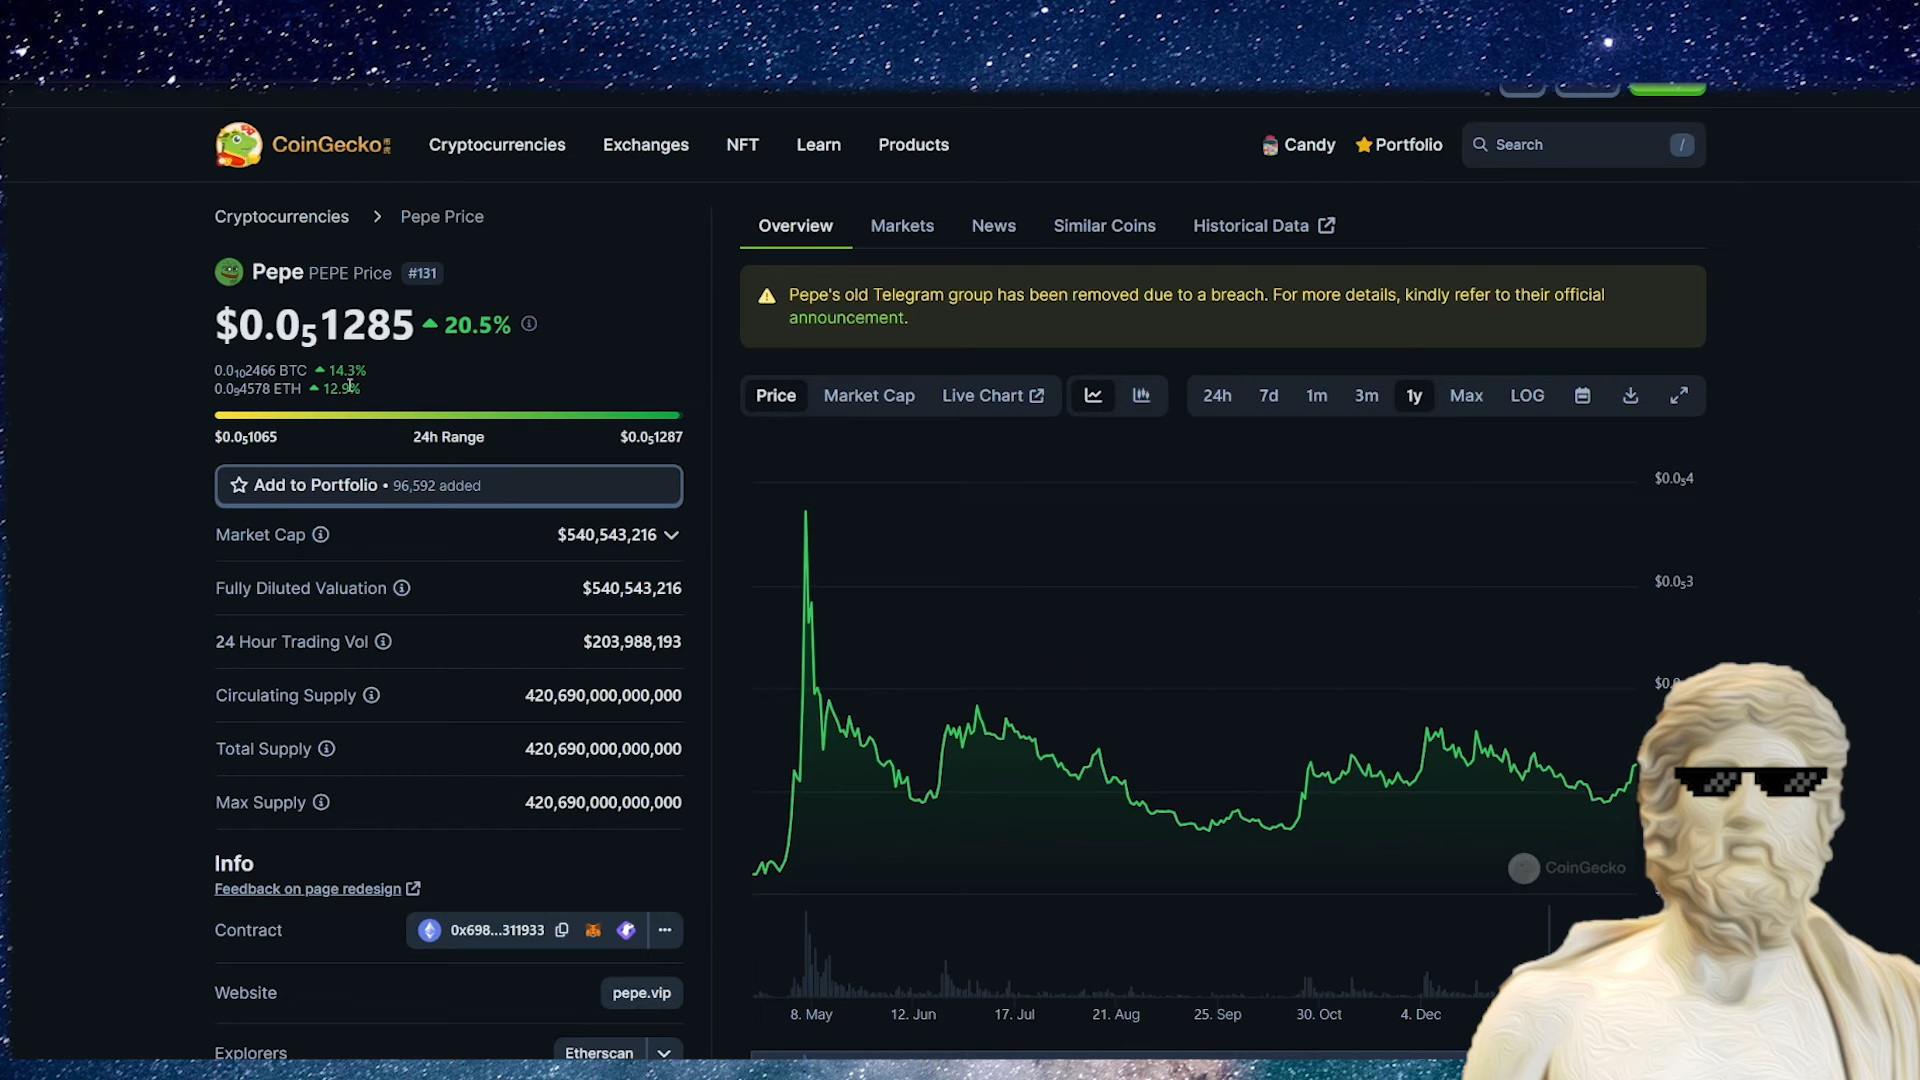 CoinGecko
Cryptocurrencies
Exchanges
NFT
Learn
Products
Candy
Portfolio
Search
/
Cryptocurrencies > Pepe Price
Pepe PEPE Price #131
$0.0₅1285 20.5%
0.0₁₀2466 BTC 14.3%
0.0₉4578 ETH 12.9%
$0.0₅1065 24h Range $0.0₅1287
Add to Portfolio • 96,592 added
Market Cap $540,543,216
Fully Diluted Valuation $540,543,216
24 Hour Trading Vol $203,988,193
Circulating Supply 420,690,000,000,000
Total Supply 420,690,000,000,000
Max Supply 420,690,000,000,000
Info
Feedback on page redesign
Contract 0x698...311933
Website pepe.vip
Explorers Etherscan
Overview Markets News Similar Coins Historical Data
Pepe's old Telegram group has been removed due to a breach. For more details, kindly refer to their official
announcement.
Price Market Cap Live Chart
24h 7d 1m 3m 1y Max LOG
$0.0₅4
$0.0₅3
CoinGecko
8. May 12. Jun 17. Jul 21. Aug 25. Sep 30. Oct 4. Dec